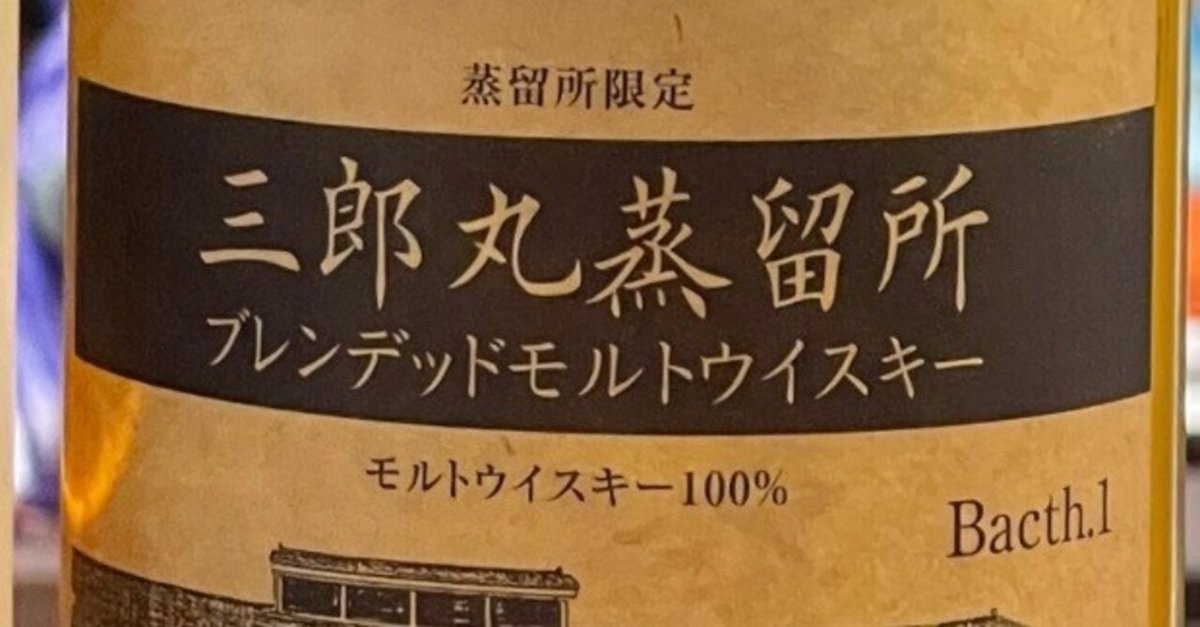 蒸留所限定
三郎丸蒸留所
ブレンデッドモルトウイスキー
モルトウイスキー100%
Bacth.1